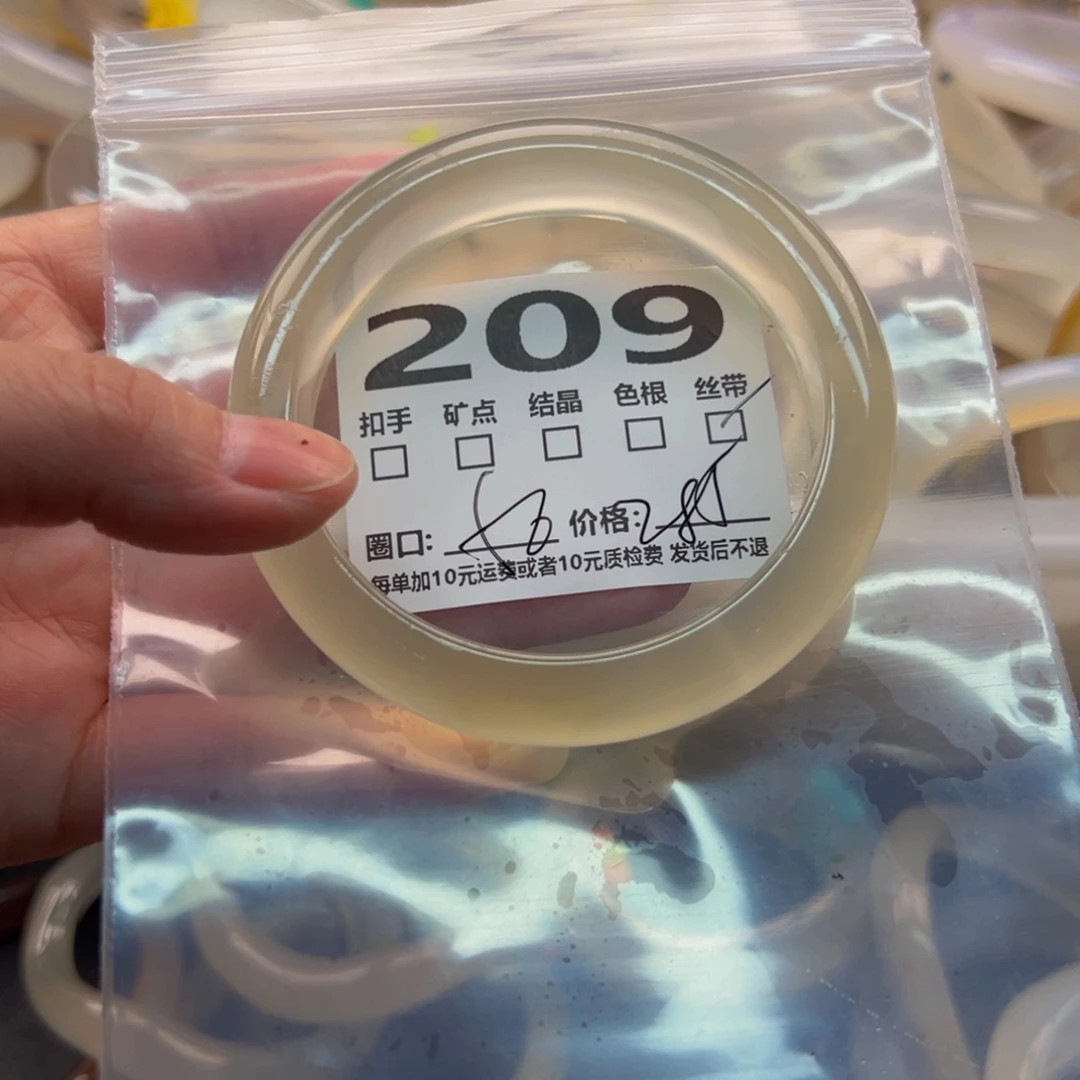 209
扣手 矿点 结晶 色根 丝带
圈口: 价格:
每单加10元运费或者10元质检费 发货后不退